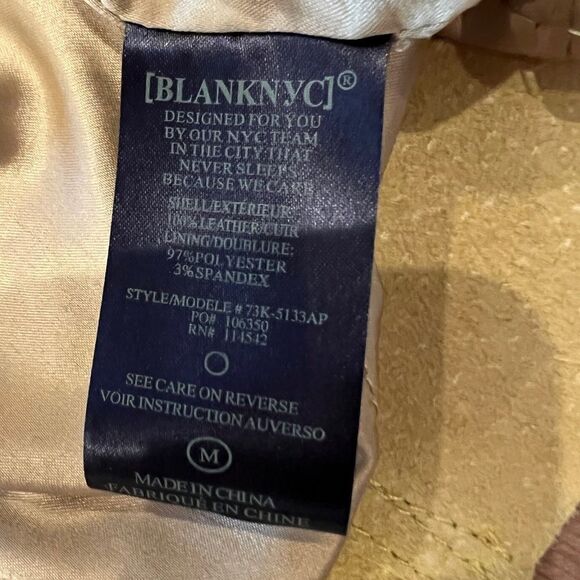 [BLANKNYC]®
DESIGNED FOR YOU
BY OUR NYC TEAM
IN THE CITY THAT
NEVER SLEEPS
BECAUSE WE CARE
SHELL/EXTÉRIEUR:
100% LEATHER/CUIR
LINING/DOUBLURE:
97%POLYESTER
3%SPANDEX
STYLE/MODELE # 73K-5133AP
PO# 106350
RN# 114542
SEE CARE ON REVERSE
VOIR INSTRUCTION AUVERSO
M
MADE IN CHINA
FABRIQUE EN CHINE